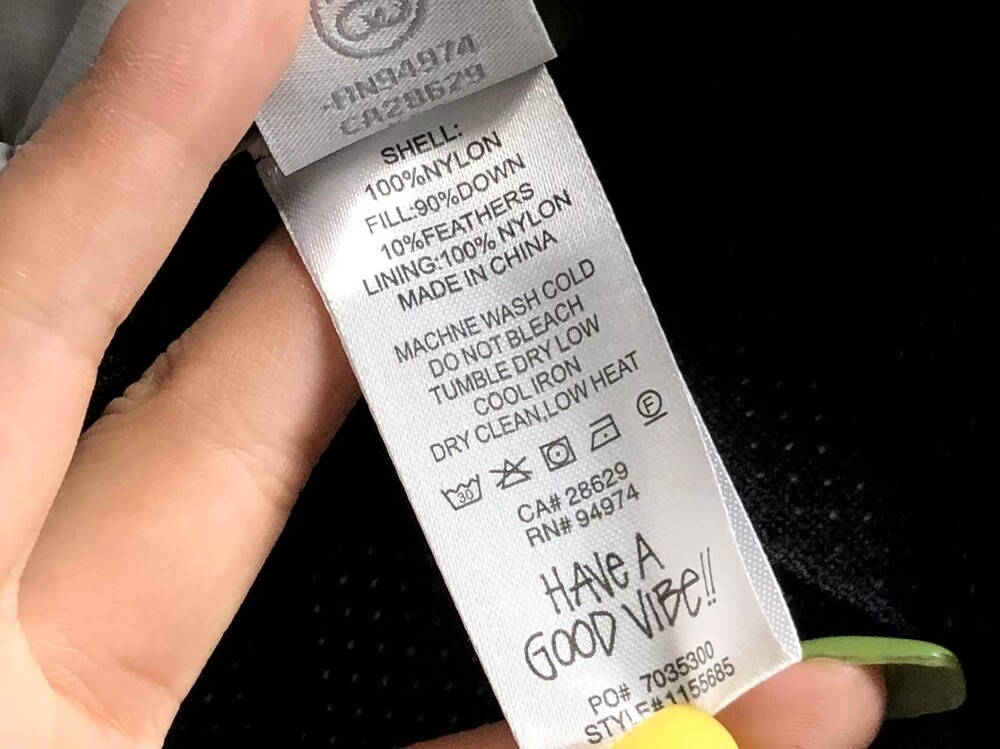 RN94974
CA28629
SHELL:
100%NYLON
FILL:90%DOWN
10%FEATHERS
LINING:100% NYLON
MADE IN CHINA
MACHNE WASH COLD
DO NOT BLEACH
TUMBLE DRY LOW
COOL IRON
DRY CLEAN,LOW HEAT
30 F
CA# 28629
RN# 94974
HAVE A
GOOD VIBE!!
PO# 7035300
STYLE#1155685